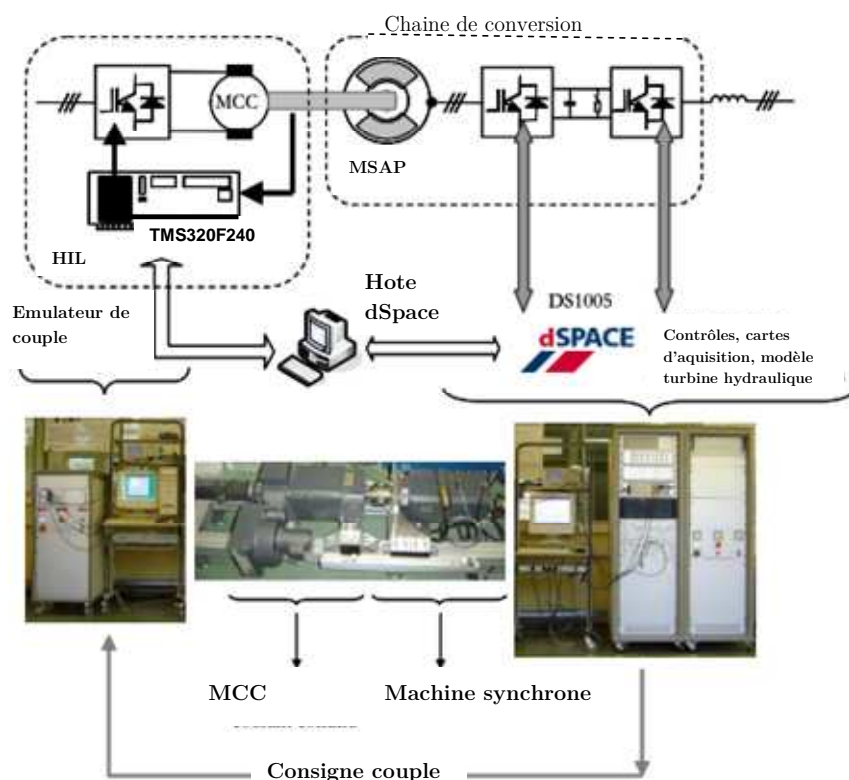 Chaine de conversion
MCC
MSAP
TMS320F240
HIL
Hote
dSpace
DS1005
dSPACE
Emulateur de
couple
Contrôles, cartes
d'aquisition, modèle
turbine hydraulique
MCC
Machine synchrone
Consigne couple